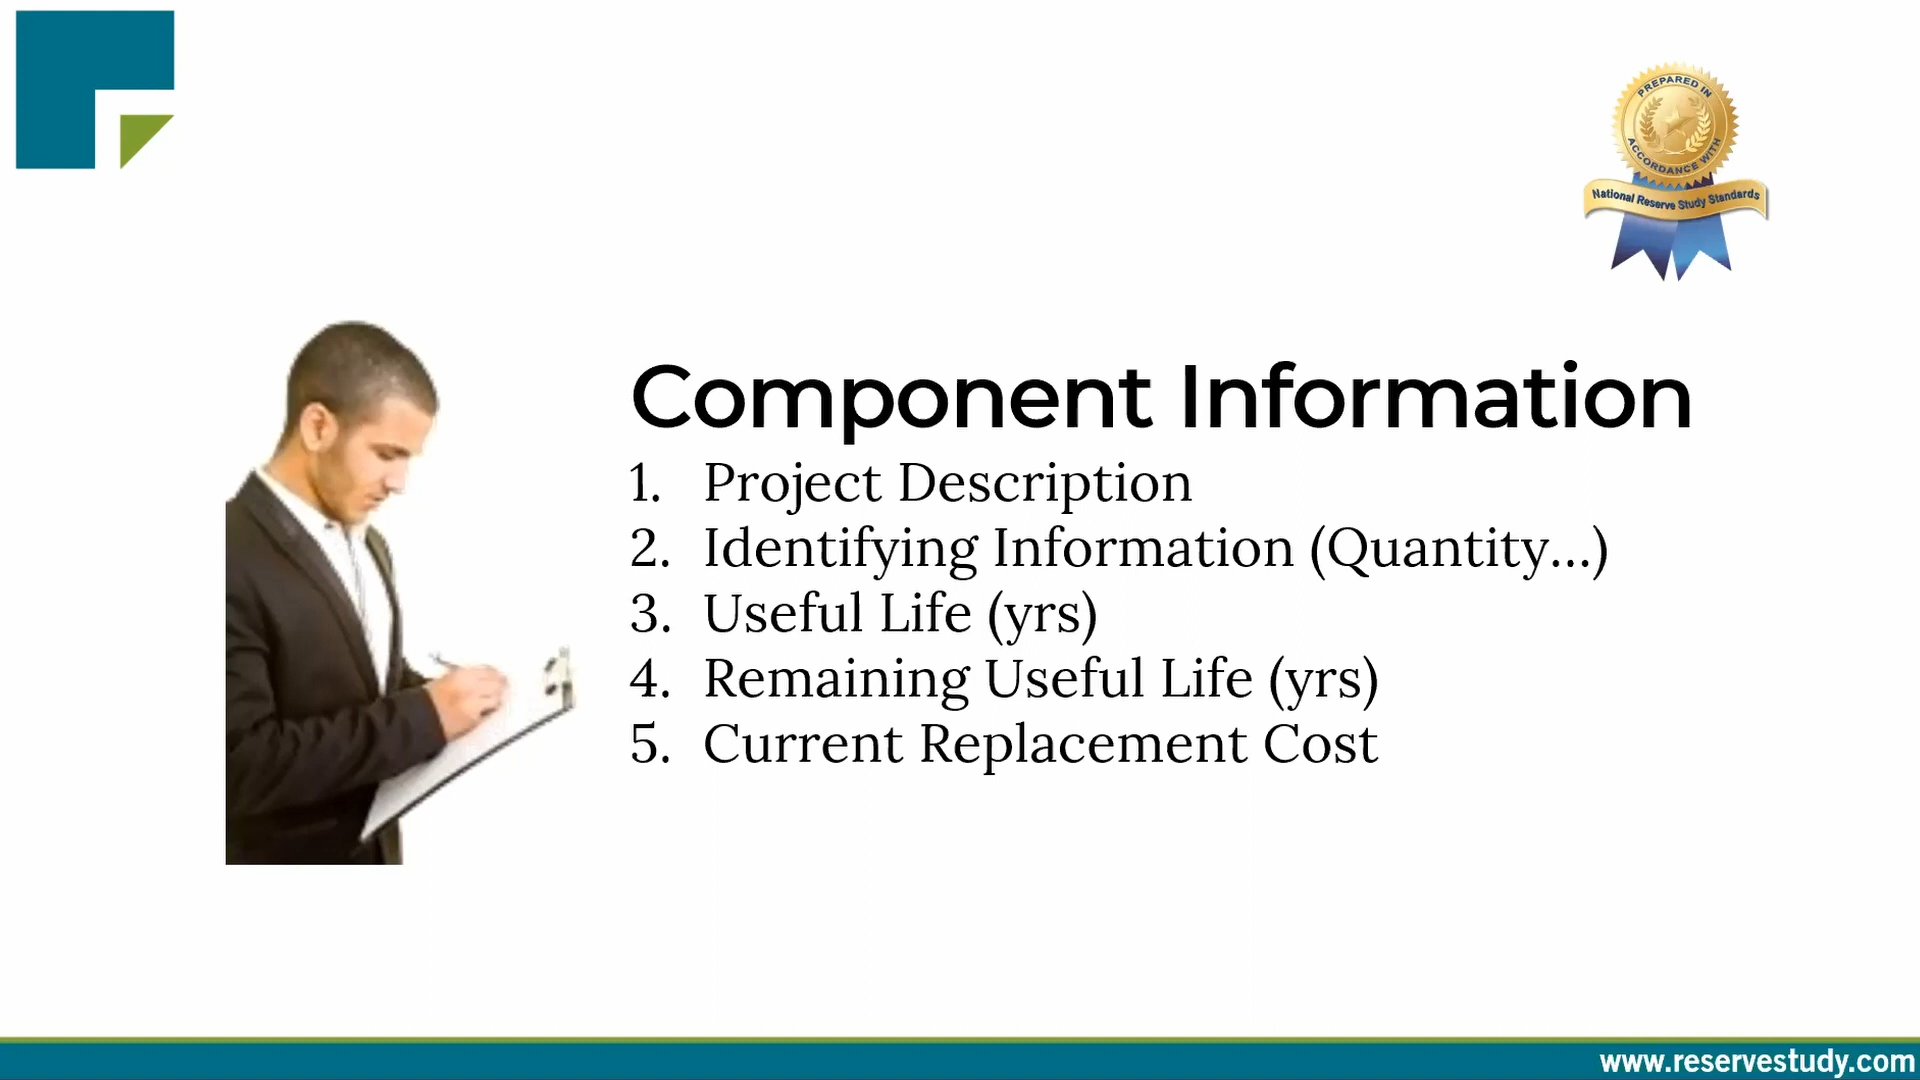 PREPARED IN
ACCORDANCE WITH
National Reserve Study Standards
Component Information
1. Project Description
2. Identifying Information (Quantity...)
3. Useful Life (yrs)
4. Remaining Useful Life (yrs)
5. Current Replacement Cost
www.reservestudy.com